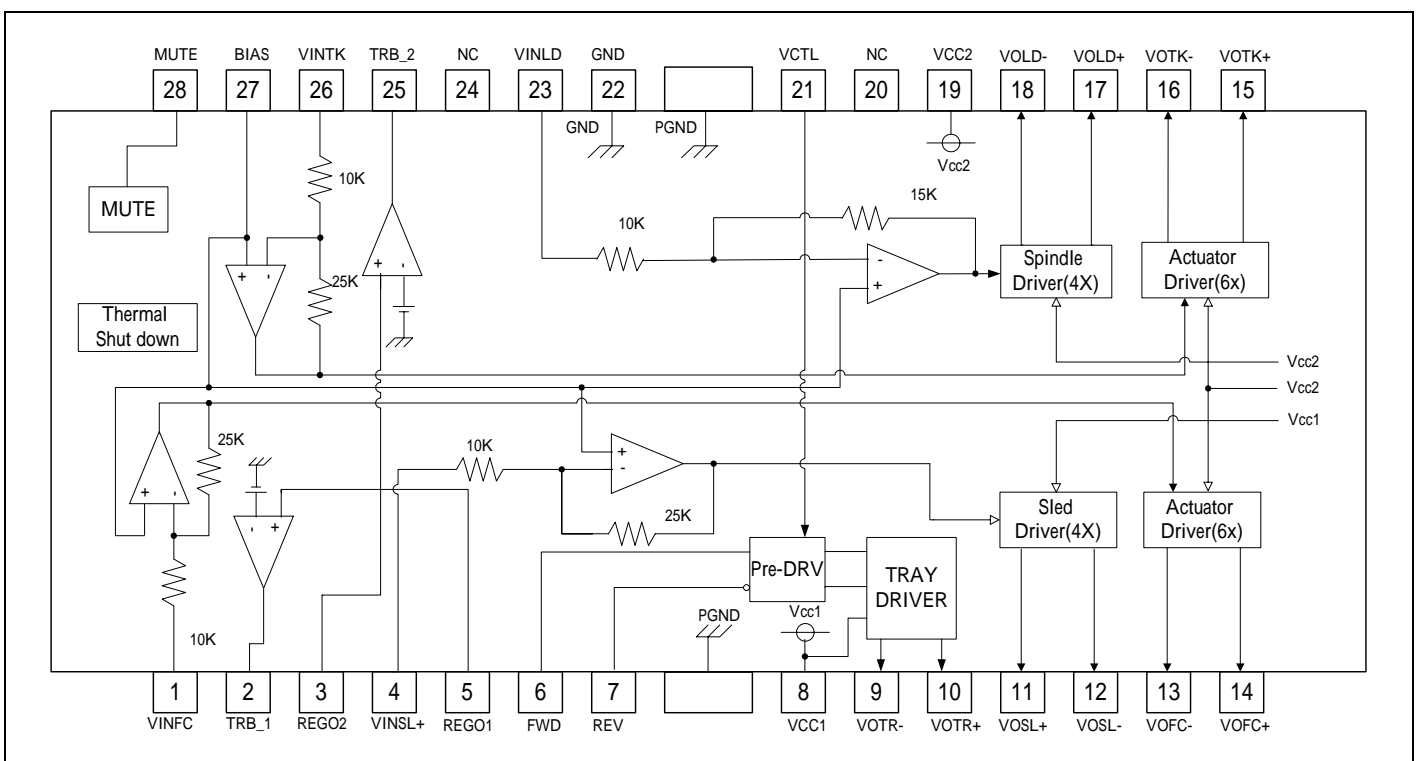 MUTE BIAS VINTK TRB_2 NC VINLD GND VCTL NC VCC2 VOLD- VOLD+ VOTK- VOTK+
28 27 26 25 24 23 22 21 20 19 18 17 16 15
GND PGND
Vcc2
10K
15K
MUTE
10K
+ - + - - +
25K
Spindle
Driver(4X)
Actuator
Driver(6x)
Thermal
Shut down
Vcc2
Vcc2
Vcc1
25K
10K
+ -
+ -
- +
25K
Sled
Driver(4X)
Actuator
Driver(6x)
Pre-DRV
TRAY
DRIVER
Vcc1
PGND
10K
1 2 3 4 5 6 7 8 9 10 11 12 13 14
VINFC TRB_1 REGO2 VINSL+ REGO1 FWD REV VCC1 VOTR- VOTR+ VOSL+ VOSL- VOFC- VOFC+